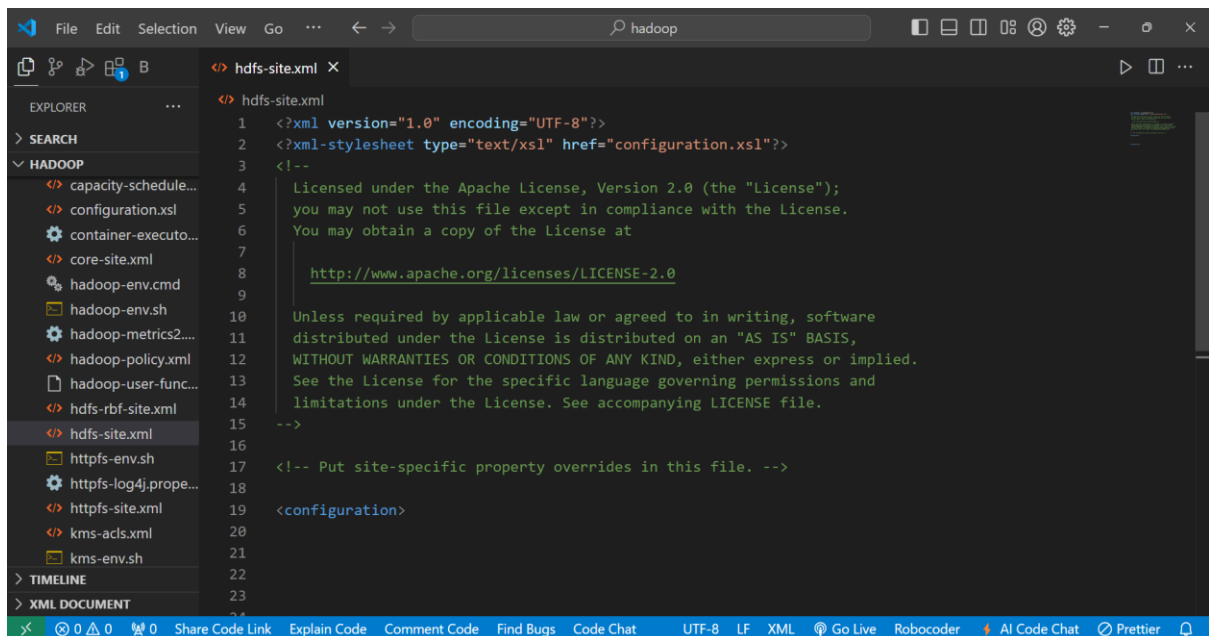 File Edit Selection View Go ··· hadoop
B
hdfs-site.xml
EXPLORER ···
SEARCH
HADOOP
capacity-schedule...
configuration.xsl
container-executo...
core-site.xml
hadoop-env.cmd
hadoop-env.sh
hadoop-metrics2....
hadoop-policy.xml
hadoop-user-func...
hdfs-rbf-site.xml
hdfs-site.xml
httpfs-env.sh
httpfs-log4j.prope...
httpfs-site.xml
kms-acls.xml
kms-env.sh
TIMELINE
XML DOCUMENT
hdfs-site.xml
1 <?xml version="1.0" encoding="UTF-8"?>
2 <?xml-stylesheet type="text/xsl" href="configuration.xsl"?>
3 <!--
4 Licensed under the Apache License, Version 2.0 (the "License");
5 you may not use this file except in compliance with the License.
6 You may obtain a copy of the License at
7
8 http://www.apache.org/licenses/LICENSE-2.0
9
10 Unless required by applicable law or agreed to in writing, software
11 distributed under the License is distributed on an "AS IS" BASIS,
12 WITHOUT WARRANTIES OR CONDITIONS OF ANY KIND, either express or implied.
13 See the License for the specific language governing permissions and
14 limitations under the License. See accompanying LICENSE file.
15 -->
16
17 <!-- Put site-specific property overrides in this file. -->
18
19 <configuration>
20
21
22
23
0 0 0 Share Code Link Explain Code Comment Code Find Bugs Code Chat UTF-8 LF XML Go Live Robocoder AI Code Chat Prettier